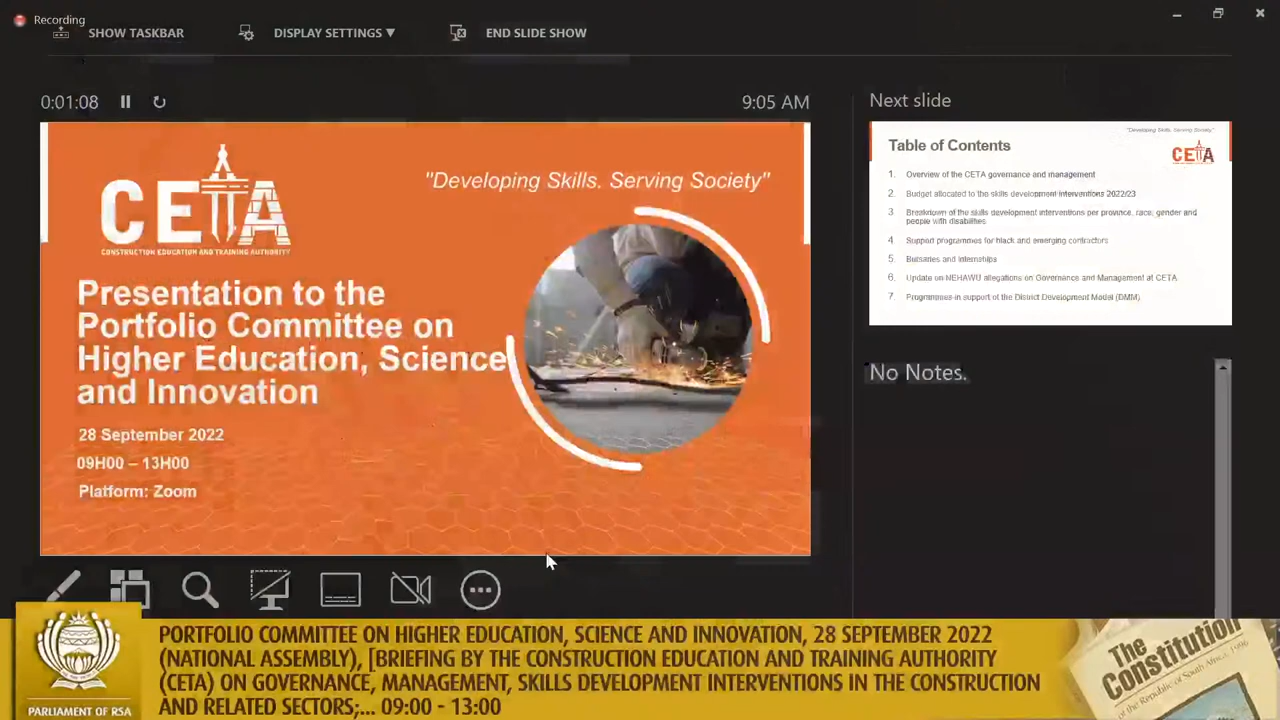 Recording
SHOW TASKBAR
DISPLAY SETTINGS ▼
END SLIDE SHOW
0:01:08
9:05 AM
CETA
CONSTRUCTION EDUCATION AND TRAINING AUTHORITY
"Developing Skills. Serving Society"
Presentation to the
Portfolio Committee on
Higher Education, Science
and Innovation
28 September 2022
09H00 – 13H00
Platform: Zoom
Next slide
"Developing Skills. Serving Society"
Table of Contents
CETA
1. Overview of the CETA governance and management
2. Budget allocated to the skills development interventions 2022/23
3. Breakdown of the skills development interventions per province, race, gender and
people with disabilities
4. Support programmes for black and emerging contractors
5. Bursaries and internships
6. Update on NEHAWU allegations on Governance and Management at CETA
7. Programmes in support of the District Development Model (DMM)
No Notes.
PARLIAMENT OF RSA
PORTFOLIO COMMITTEE ON HIGHER EDUCATION, SCIENCE AND INNOVATION, 28 SEPTEMBER 2022
(NATIONAL ASSEMBLY), [BRIEFING BY THE CONSTRUCTION EDUCATION AND TRAINING AUTHORITY
(CETA) ON GOVERNANCE, MANAGEMENT, SKILLS DEVELOPMENT INTERVENTIONS IN THE CONSTRUCTION
AND RELATED SECTORS;... 09:00 - 13:00
The
Constitution
of the Republic of South Africa, 1996